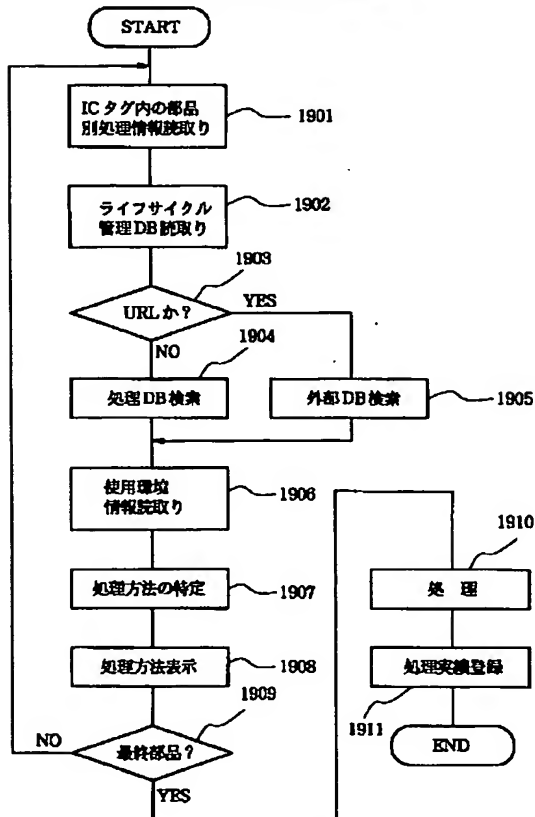 START
ICタグ内の部品
別処理情報読取り
1901
ライフサイクル
管理DB読取り
1902
1903
URLか?
YES
NO
1904
処理DB検索
外部DB検索
1905
使用環境
情報読取り
1906
処理方法の特定
1907
処理方法表示
1908
1909
NO
最終部品?
YES
1910
処 理
処理実績登録
1911
END